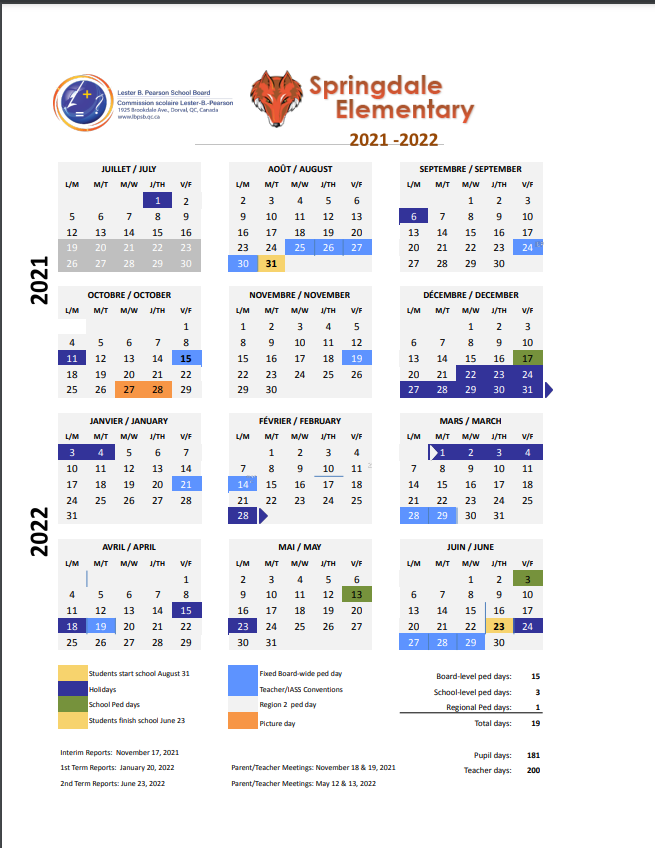 Lester B. Pearson School Board
Commission scolaire Lester-B.-Pearson
1925 Brookdale Ave., Dorval, QC, Canada
www.lbpsb.qc.ca
Springdale
Elementary
2021 -2022
2021
JUILLET / JULY
L/M M/T M/W J/TH V/F
1 2
5 6 7 8 9
12 13 14 15 16
19 20 21 22 23
26 27 28 29 30
AOÛT / AUGUST
L/M M/T M/W J/TH V/F
2 3 4 5 6
9 10 11 12 13
16 17 18 19 20
23 24 25 26 27
30 31
SEPTEMBRE / SEPTEMBER
L/M M/T M/W J/TH V/F
1 2 3
6 7 8 9 10
13 14 15 16 17
20 21 22 23 24
27 28 29 30
OCTOBRE / OCTOBER
L/M M/T M/W J/TH V/F
1
4 5 6 7 8
11 12 13 14 15
18 19 20 21 22
25 26 27 28 29
NOVEMBRE / NOVEMBER
L/M M/T M/W J/TH V/F
1 2 3 4 5
8 9 10 11 12
15 16 17 18 19
22 23 24 25 26
29 30
DÉCEMBRE / DECEMBER
L/M M/T M/W J/TH V/F
1 2 3
6 7 8 9 10
13 14 15 16 17
20 21 22 23 24
27 28 29 30 31
2022
JANVIER / JANUARY
L/M M/T M/W J/TH V/F
3 4 5 6 7
10 11 12 13 14
17 18 19 20 21
24 25 26 27 28
31
FÉVRIER / FEBRUARY
L/M M/T M/W J/TH V/F
1 2 3 4
7 8 9 10 11
14 15 16 17 18
21 22 23 24 25
28
MARS / MARCH
L/M M/T M/W J/TH V/F
1 2 3 4
7 8 9 10 11
14 15 16 17 18
21 22 23 24 25
28 29 30 31
AVRIL / APRIL
L/M M/T M/W J/TH V/F
1
4 5 6 7 8
11 12 13 14 15
18 19 20 21 22
25 26 27 28 29
MAI / MAY
L/M M/T M/W J/TH V/F
2 3 4 5 6
9 10 11 12 13
16 17 18 19 20
23 24 25 26 27
30 31
JUIN / JUNE
L/M M/T M/W J/TH V/F
1 2 3
6 7 8 9 10
13 14 15 16 17
20 21 22 23 24
27 28 29 30
Students start school August 31
Holidays
School Ped days
Students finish school June 23
Fixed Board-wide ped day
Teacher/IASS Conventions
Region 2 ped day
Picture day
Board-level ped days: 15
School-level ped days: 3
Regional Ped days: 1
Total days: 19
Pupil days: 181
Teacher days: 200
Interim Reports: November 17, 2021
1st Term Reports: January 20, 2022
2nd Term Reports: June 23, 2022
Parent/Teacher Meetings: November 18 & 19, 2021
Parent/Teacher Meetings: May 12 & 13, 2022